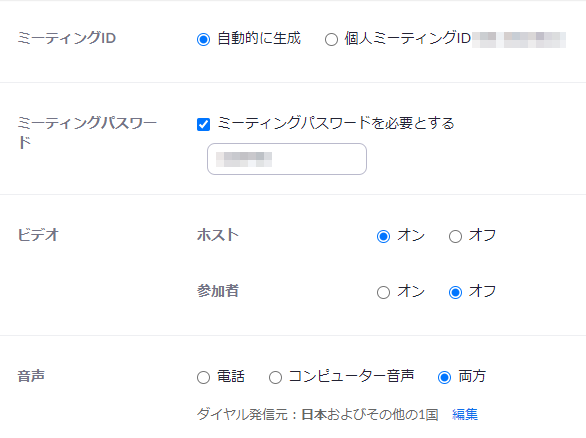 ミーティングID 自動的に生成 個人ミーティングID
ミーティングパスワー
ド
ミーティングパスワードを必要とする
ビデオ ホスト オン オフ
参加者 オン オフ
音声 電話 コンピューター音声 両方
ダイヤル発信元：日本およびその他の1国 編集